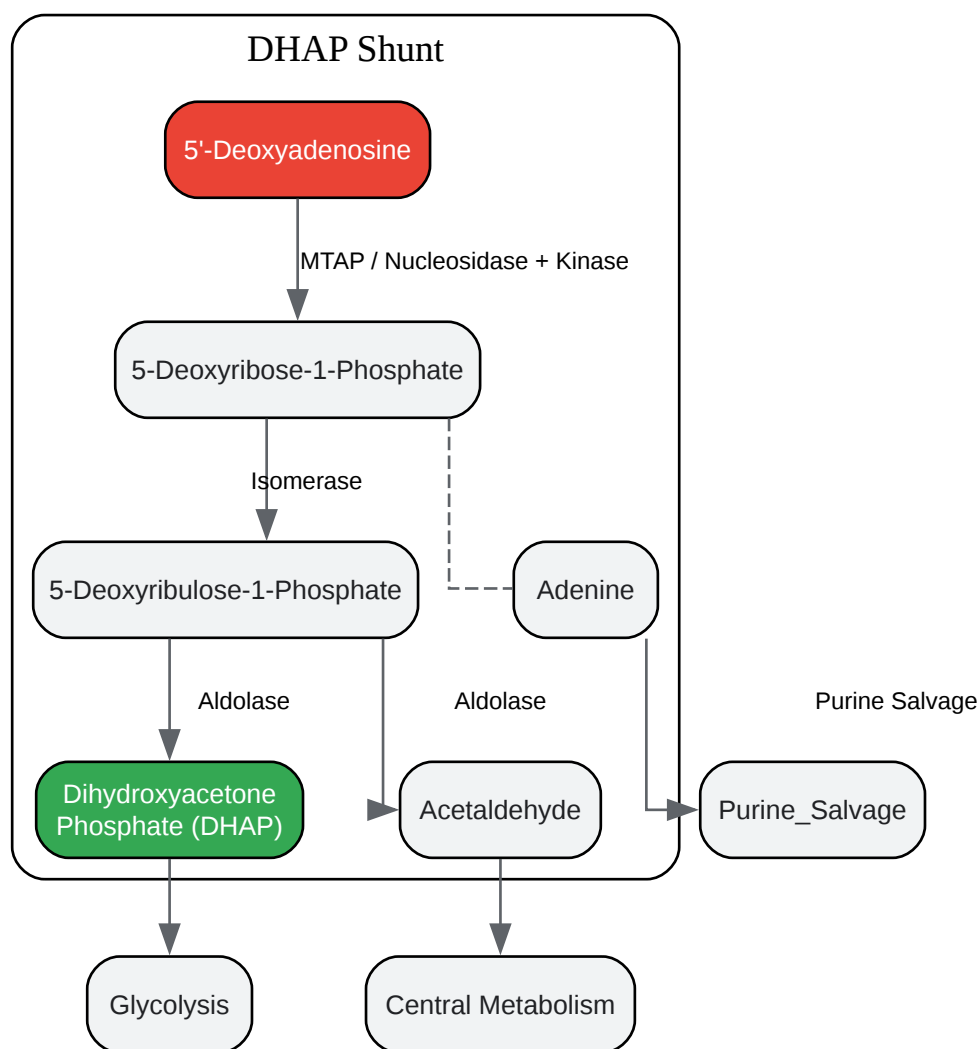 DHAP Shunt
5'-Deoxyadenosine
MTAP / Nucleosidase + Kinase
5-Deoxyribose-1-Phosphate
Isomerase
5-Deoxyribulose-1-Phosphate
Adenine
Aldolase
Aldolase
Purine Salvage
Dihydroxyacetone
Phosphate (DHAP)
Acetaldehyde
Purine_Salvage
Glycolysis
Central Metabolism